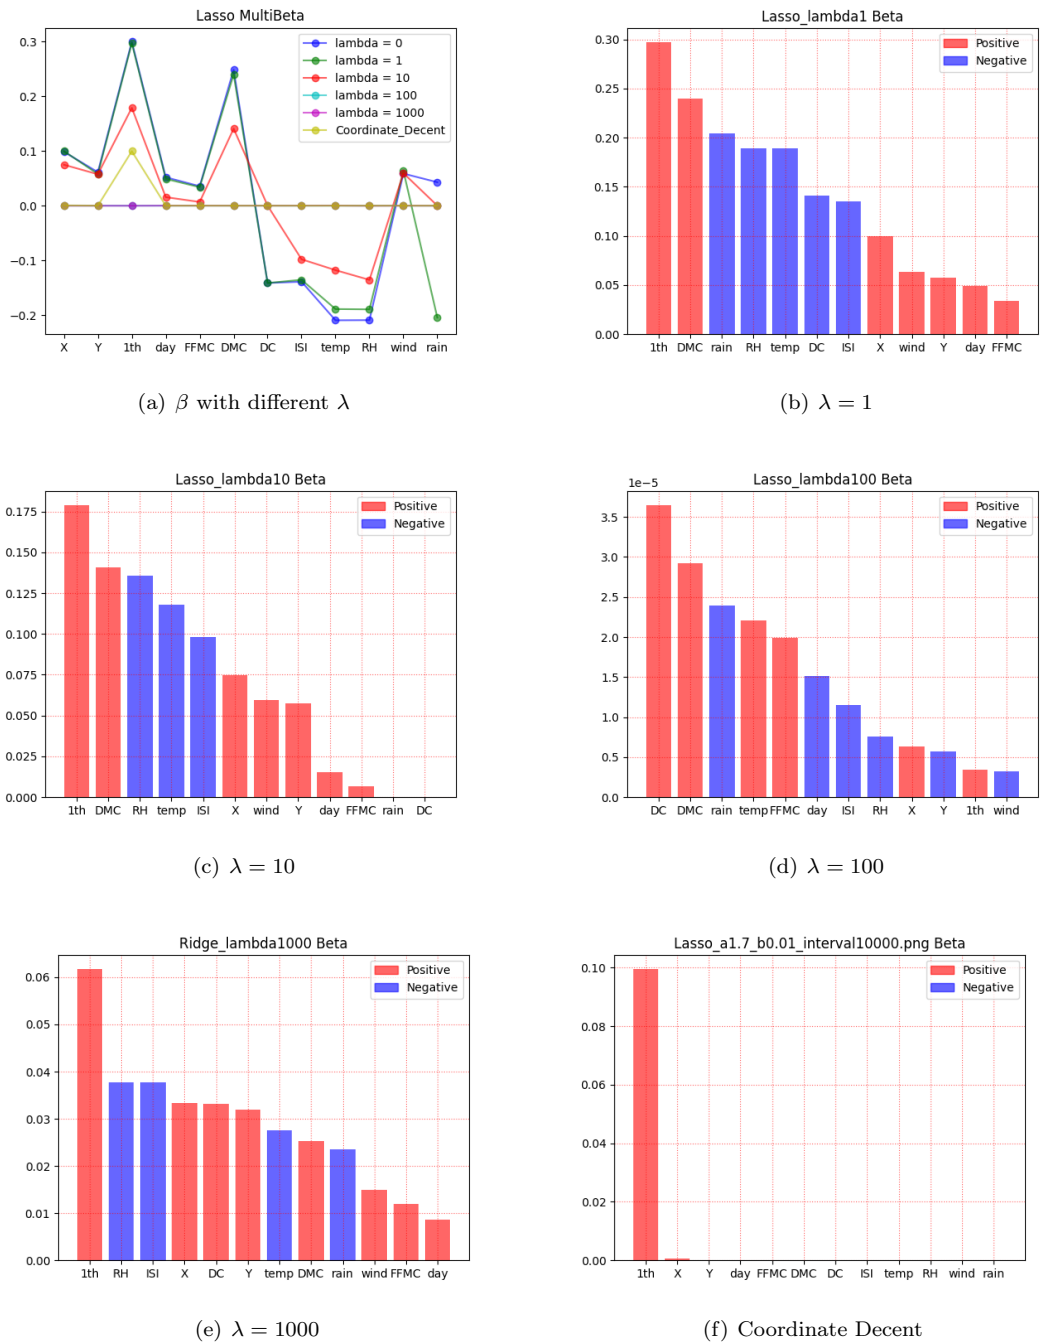 Lasso MultiBeta
0.3
0.2
0.1
0.0
−0.1
−0.2
lambda = 0
lambda = 1
lambda = 10
lambda = 100
lambda = 1000
Coordinate_Decent
X Y 1th day FFMC DMC DC ISI temp RH wind rain
(a) β with different λ
Lasso_lambda1 Beta
0.30
0.25
0.20
0.15
0.10
0.05
0.00
Positive
Negative
1th DMC rain RH temp DC ISI X wind Y day FFMC
(b) λ = 1
Lasso_lambda10 Beta
0.175
0.150
0.125
0.100
0.075
0.050
0.025
0.000
Positive
Negative
1th DMC RH temp ISI X wind Y day FFMC rain DC
(c) λ = 10
Lasso_lambda100 Beta
1e−5
3.5
3.0
2.5
2.0
1.5
1.0
0.5
0.0
Positive
Negative
DC DMC rain temp FFMC day ISI RH X Y 1th wind
(d) λ = 100
Ridge_lambda1000 Beta
0.06
0.05
0.04
0.03
0.02
0.01
0.00
Positive
Negative
1th RH ISI X DC Y temp DMC rain wind FFMC day
(e) λ = 1000
Lasso_a1.7_b0.01_interval10000.png Beta
0.10
0.08
0.06
0.04
0.02
0.00
Positive
Negative
1th X Y day FFMC DMC DC ISI temp RH wind rain
(f) Coordinate Decent